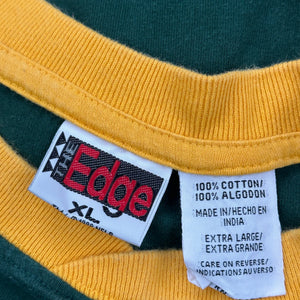 THE
Edge
XL
100% COTTON/
100% ALGODON
MADE IN/HECHO EN
INDIA
EXTRA LARGE/
EXTRA GRANDE
CARE ON REVERSE/
INDICATIONS AU VERSO